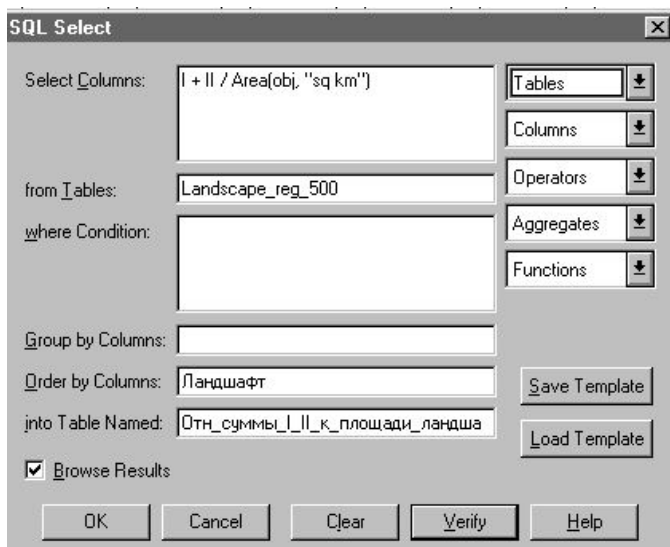 SQL Select
Select Columns:
I + II / Area(obj, "sq km")
Tables
Columns
from Tables:
Landscape_reg_500
Operators
where Condition:
Aggregates
Functions
Group by Columns:
Order by Columns:
Ландшафт
Save Template
into Table Named:
Отн_суммы_I_II_к_площади_ландша
Load Template
Browse Results
OK
Cancel
Clear
Verify
Help